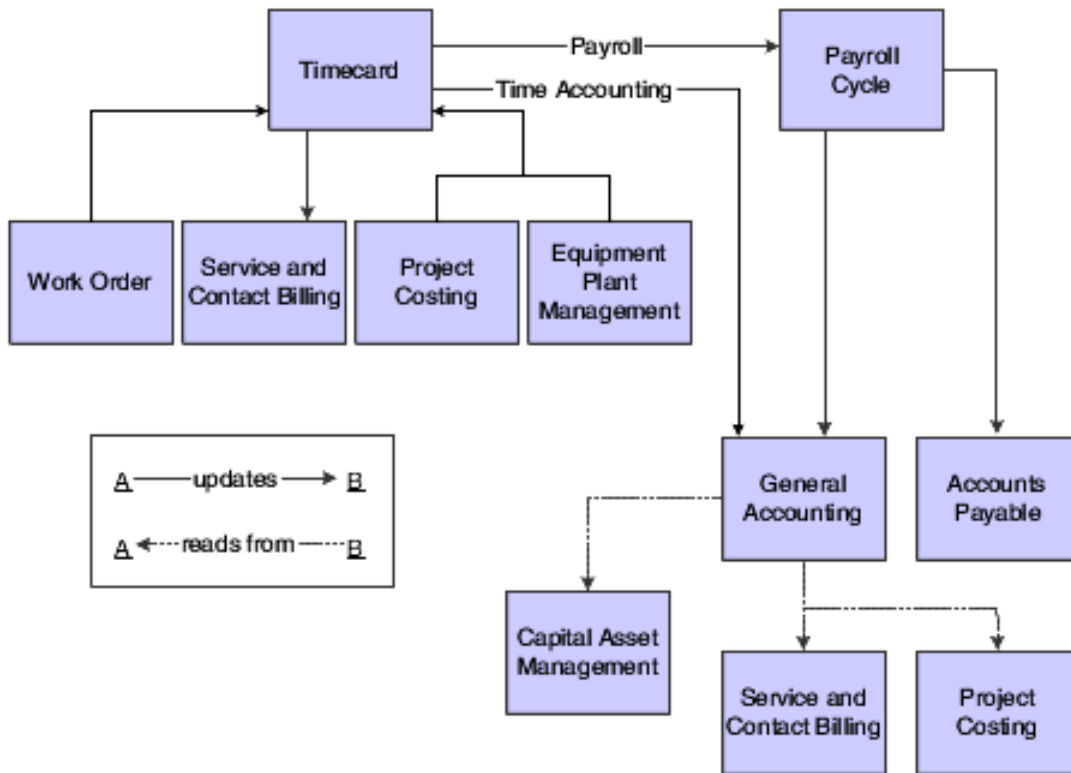 Timecard
Payroll
Payroll
Cycle
Time Accounting
Work Order
Service and
Contact Billing
Project
Costing
Equipment
Plant
Management
A updates B
A reads from B
General
Accounting
Accounts
Payable
Capital Asset
Management
Service and
Contact Billing
Project
Costing